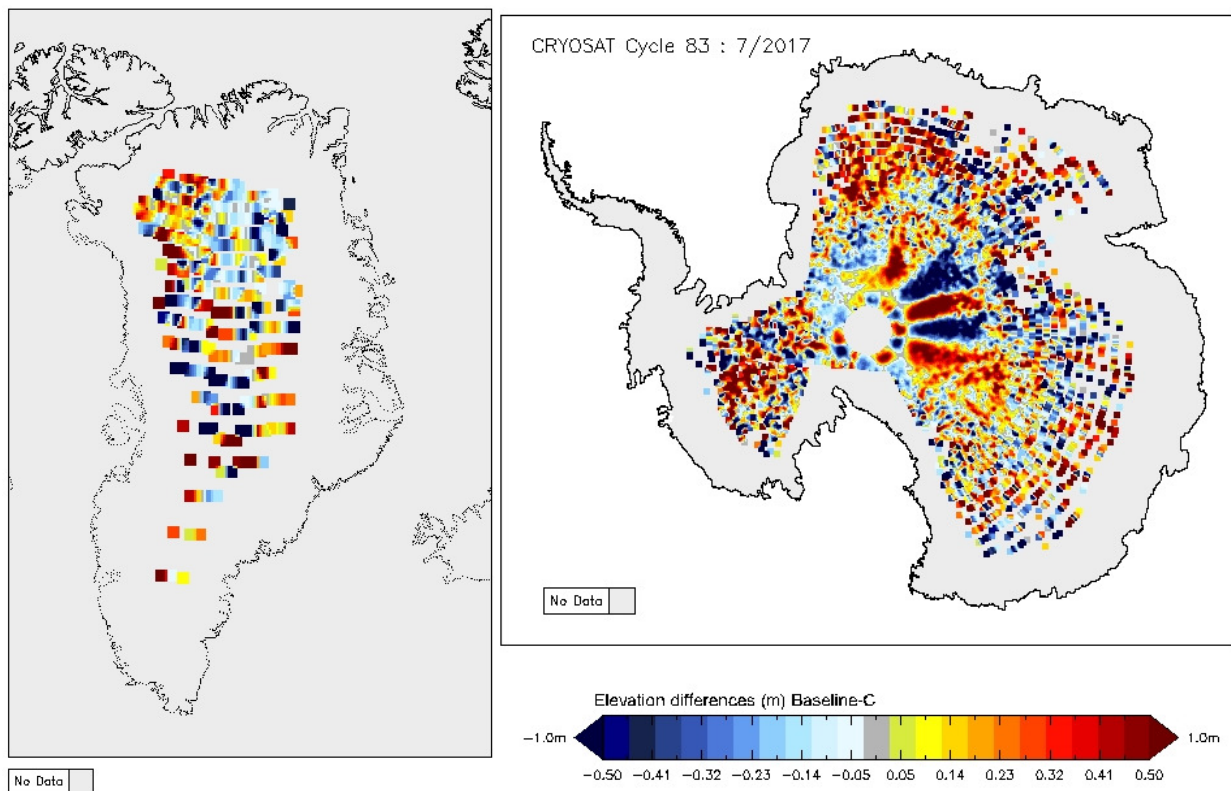 CRYOSAT Cycle 83 : 7/2017
No Data
Elevation differences (m) Baseline-C
-1.0m 1.0m
-0.50 -0.41 -0.32 -0.23 -0.14 -0.05 0.05 0.14 0.23 0.32 0.41 0.50
No Data